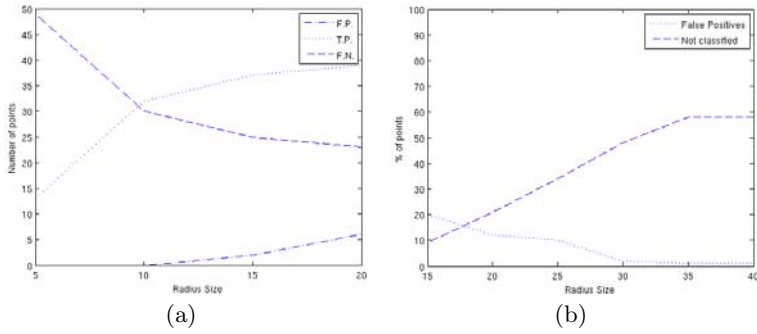 50
45
40
35
30
25
20
15
10
5
0
Number of points
F.P.
T.P.
F.N.
5
10
15
20
Radius Size
(a)
100
90
80
70
60
50
40
30
20
10
0
% of points
False Positives
Not classified
15
20
25
30
35
40
Radius Size
(b)